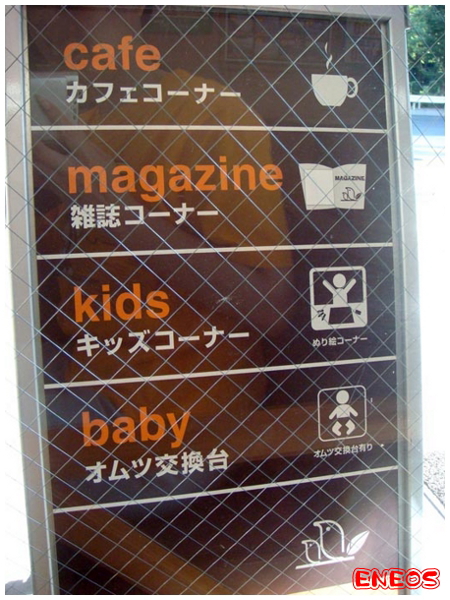 cafe
カフェコーナー
magazine
MAGAZINE
雑誌コーナー
kids
キッズコーナー
ぬり絵コーナー
baby
オムツ交換台
オムツ交換台有り
ENEOS